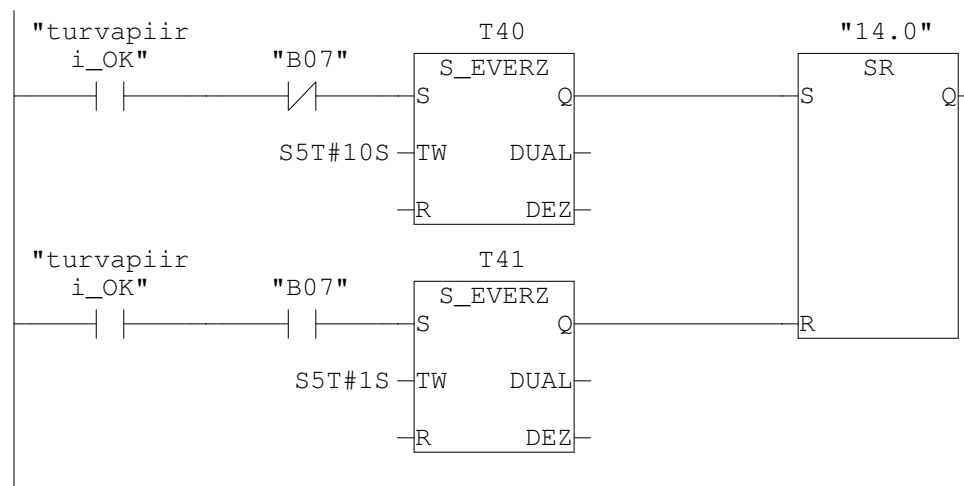 "turvapiir
i_OK"
"B07"
T40
S_EVERZ
S
Q
S5T#10S
TW
DUAL
R
DEZ
"14.0"
SR
S
Q
R
"turvapiir
i_OK"
"B07"
T41
S_EVERZ
S
Q
S5T#1S
TW
DUAL
R
DEZ